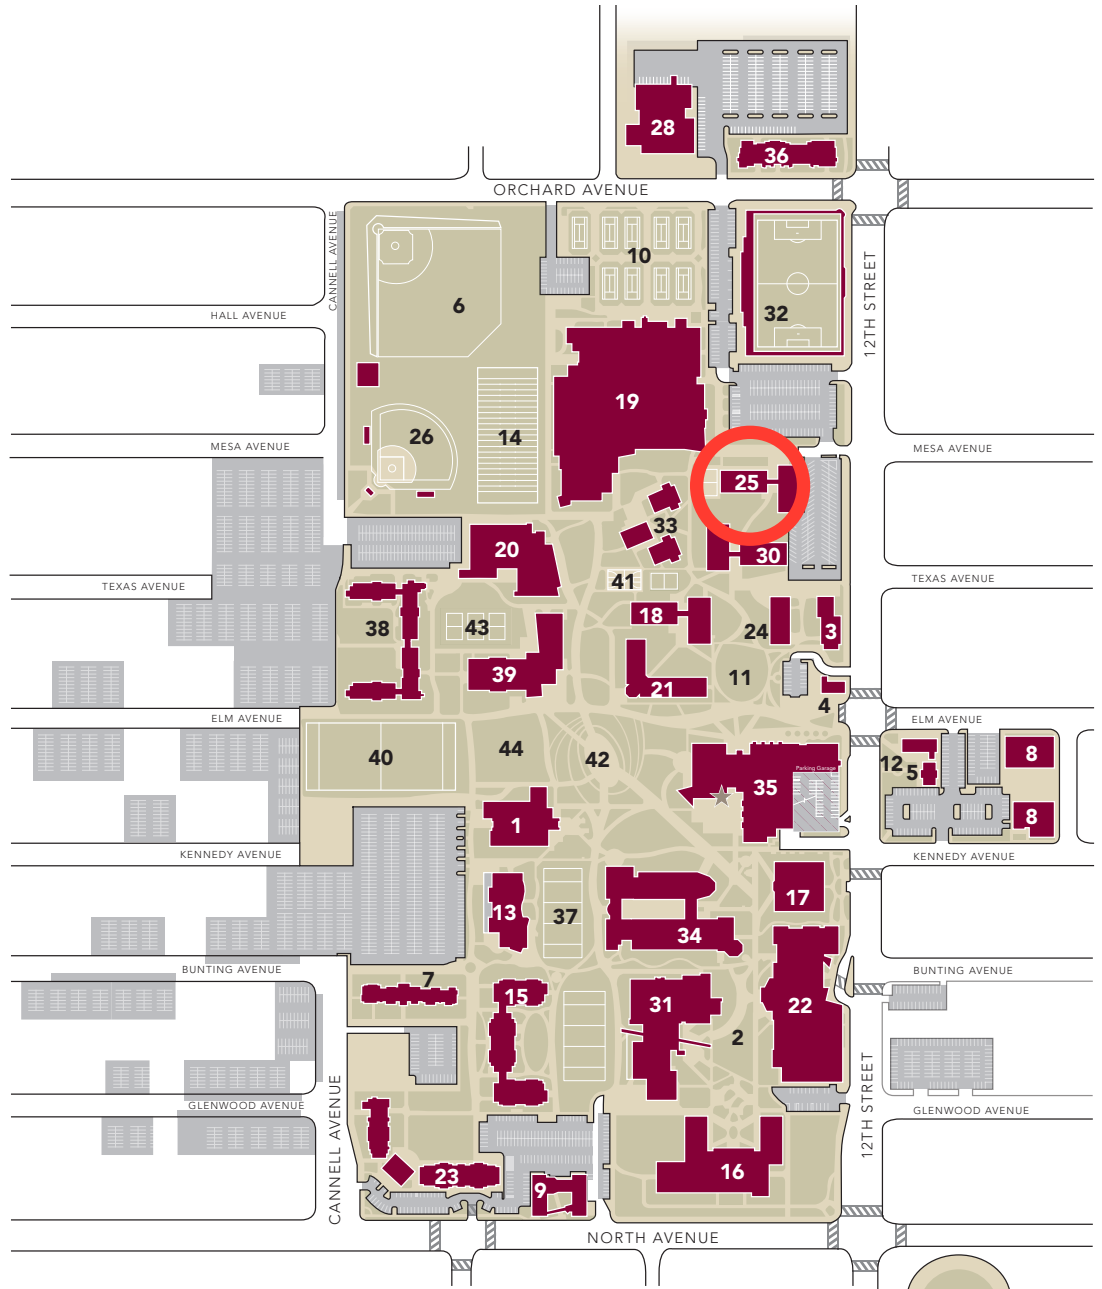 28
36
ORCHARD AVENUE
CANNELL AVENUE
10
12TH STREET
6
HALL AVENUE
32
19
26
14
MESA AVENUE
MESA AVENUE
25
33
20
30
41
TEXAS AVENUE
TEXAS AVENUE
18
38
43
24
3
39
11
21
4
ELM AVENUE
ELM AVENUE
44
42
40
12
5
8
Parking Garage
35
8
1
KENNEDY AVENUE
KENNEDY AVENUE
17
13
37
34
BUNTING AVENUE
BUNTING AVENUE
7
15
31
22
2
GLENWOOD AVENUE
GLENWOOD AVENUE
12TH STREET
CANNELL AVENUE
16
23
9
NORTH AVENUE